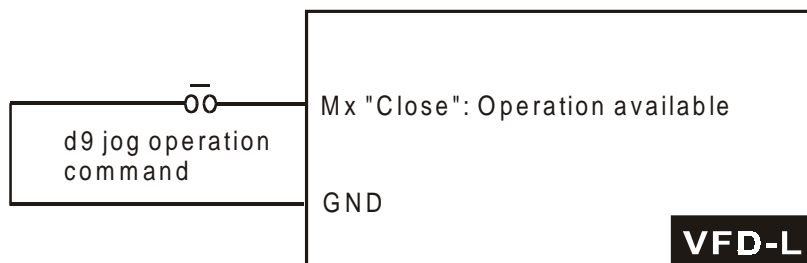 Mx "Close": Operation available
d9 jog operation
command
GND
VFD-L